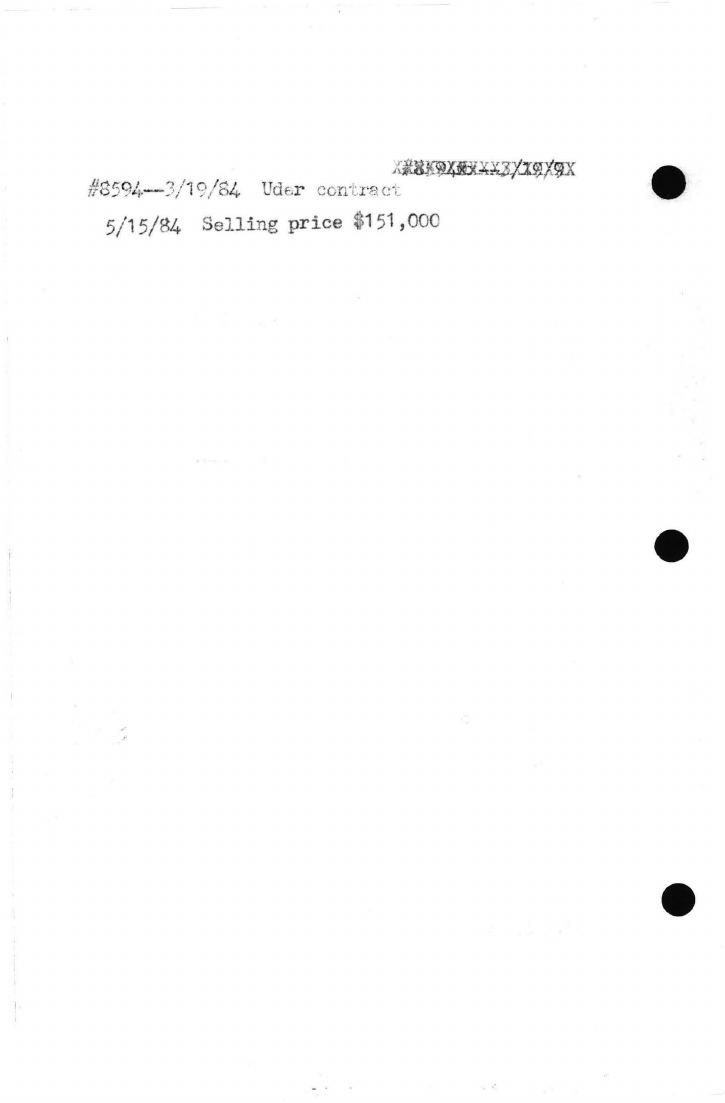 #8594--3/19/84 Uder contract
5/15/84 Selling price $151,000